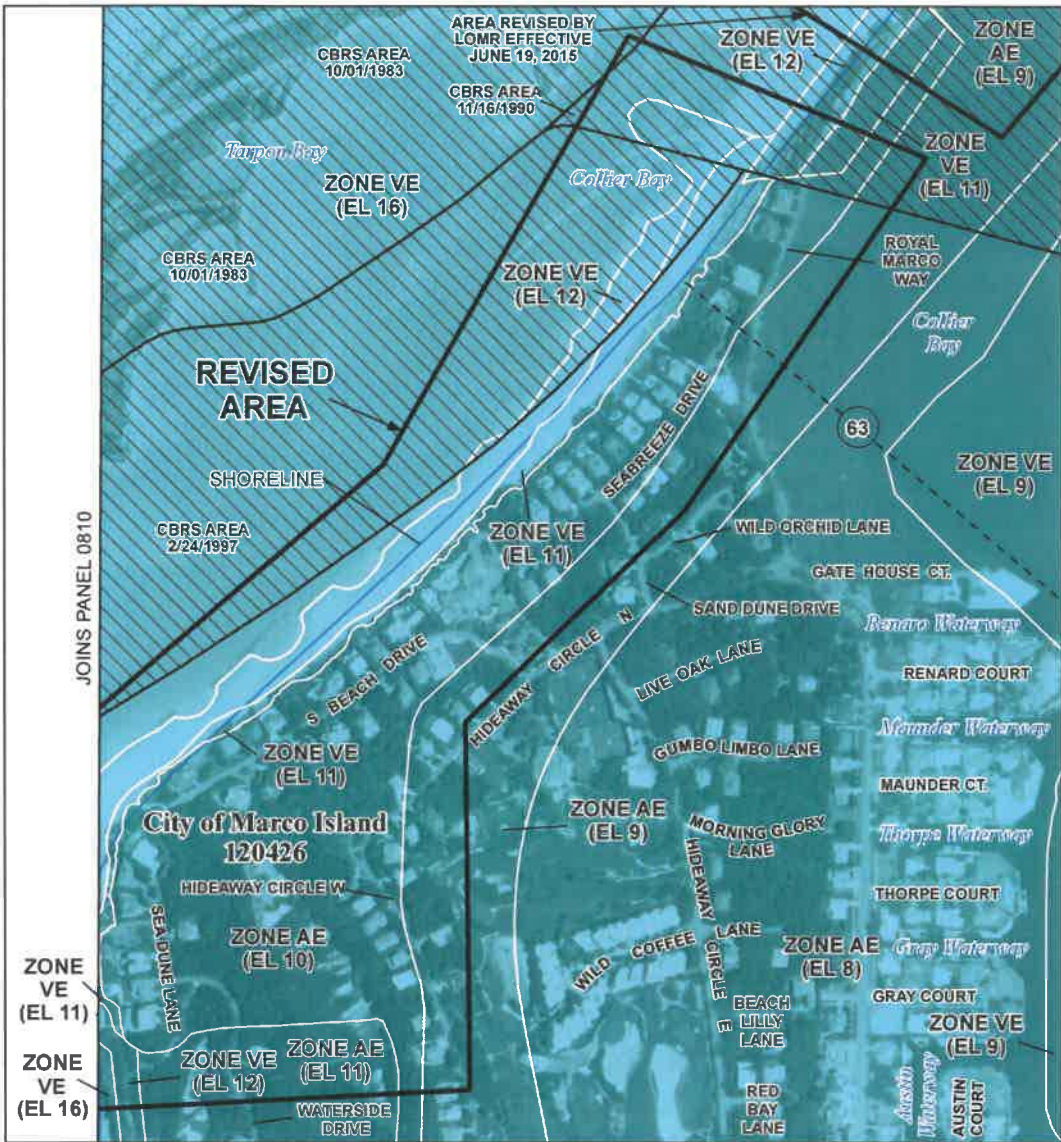 AREA REVISED BY
LOMR EFFECTIVE
JUNE 19, 2015
ZONE VE
(EL 12)
ZONE
AE
(EL 9)
CBRS AREA
10/01/1983
CBRS AREA
11/16/1990
Tarpon Bay
ZONE VE
(EL 16)
Collier Bay
ZONE
VE
(EL 11)
ROYAL
MARCO
WAY
CBRS AREA
10/01/1983
ZONE VE
(EL 12)
Collier
Bay
REVISED
AREA
SEABREEZE DRIVE
63
SHORELINE
ZONE VE
(EL 9)
CBRS AREA
2/24/1997
ZONE VE
(EL 11)
WILD ORCHID LANE
JOINS PANEL 0810
GATE HOUSE CT.
SAND DUNE DRIVE
Renard Waterway
HIDEAWAY CIRCLE N
LIVE OAK LANE
RENARD COURT
S BEACH DRIVE
Maunder Waterway
GUMBO LIMBO LANE
ZONE VE
(EL 11)
MAUNDER CT.
City of Marco Island
120426
ZONE AE
(EL 9)
MORNING GLORY
LANE
Thorpe Waterway
HIDEAWAY CIRCLE W
THORPE COURT
HIDEAWAY CIRCLE E
SEA DUNE LANE
ZONE AE
(EL 10)
WILD COFFEE LANE
ZONE AE
(EL 8)
Gray Waterway
ZONE
VE
(EL 11)
GRAY COURT
BEACH
LILLY
LANE
ZONE VE
(EL 9)
ZONE
VE
(EL 16)
ZONE VE
(EL 12)
ZONE AE
(EL 11)
WATERSIDE
DRIVE
RED
BAY
LANE
Austin
Waterway
AUSTIN
COURT